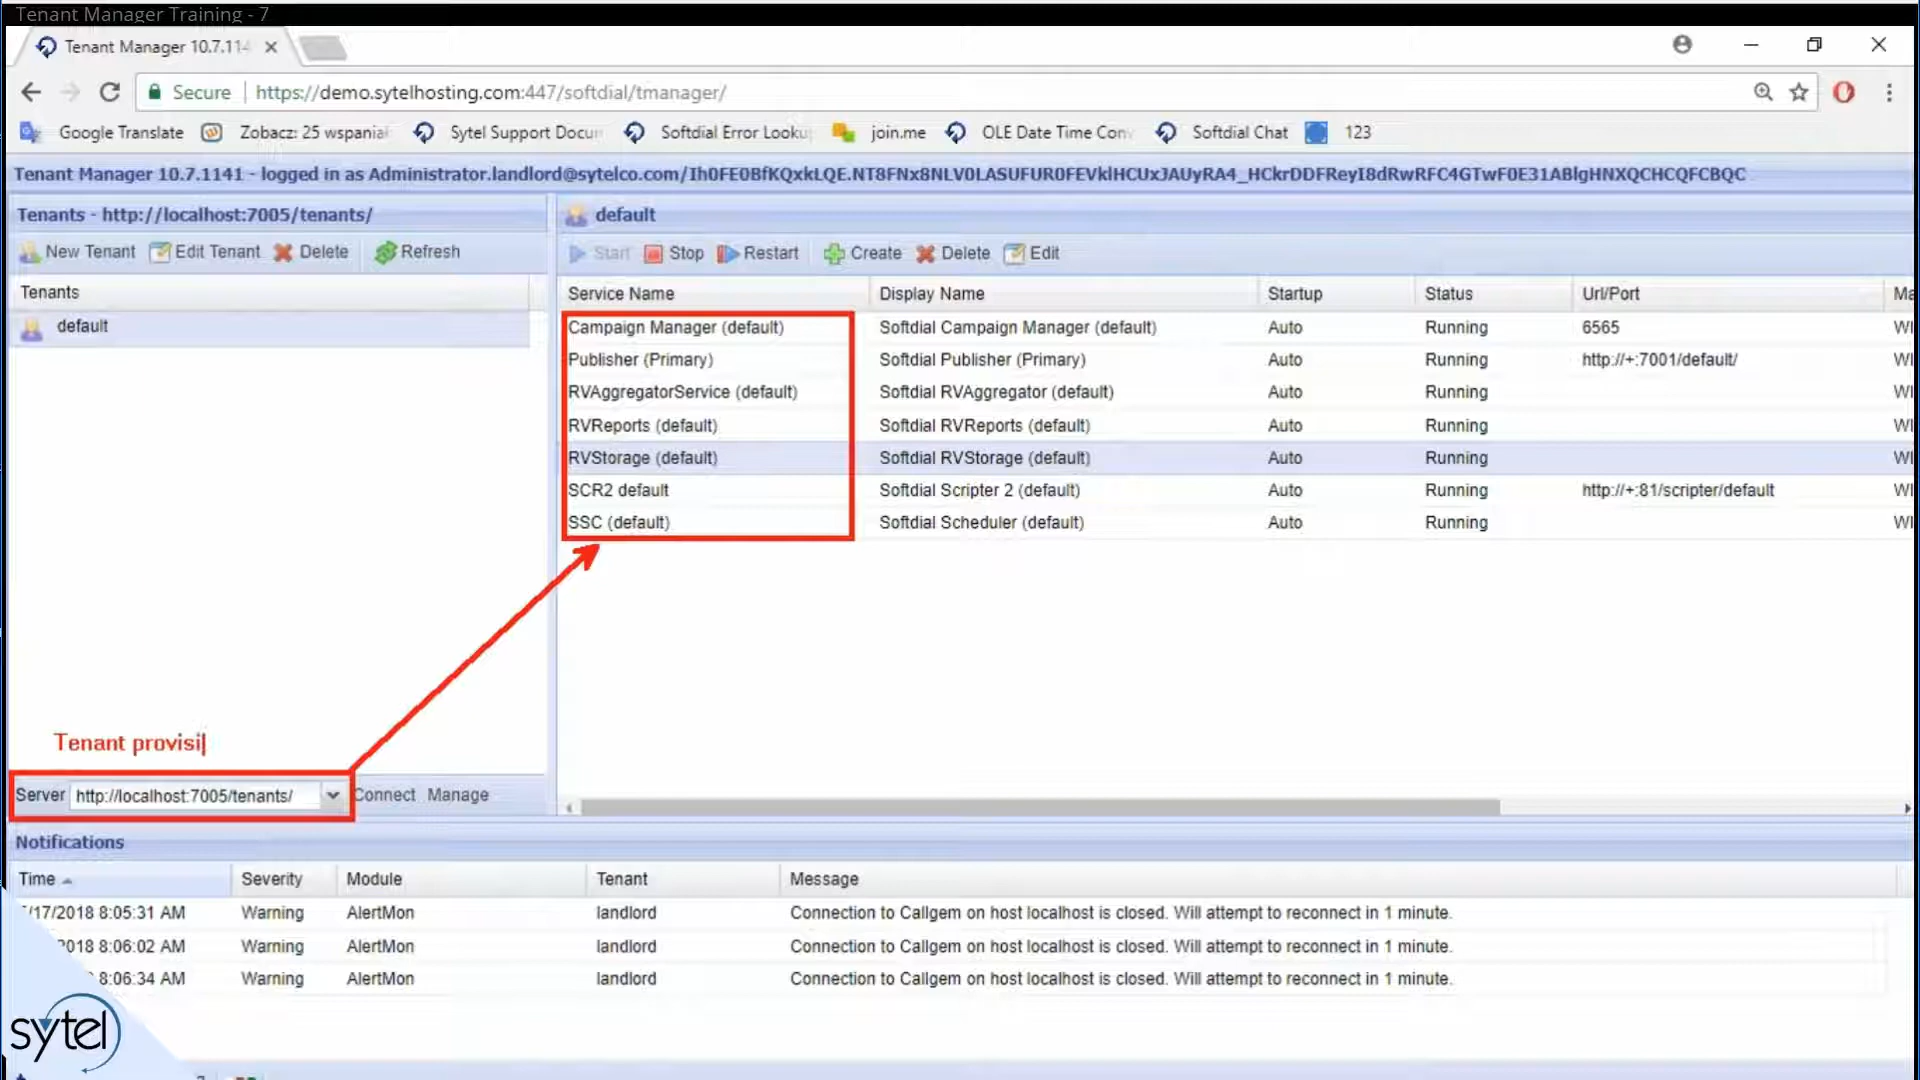 Tenant Manager Training - 7
Tenant Manager 10.7.114
Secure https://demo.sytelhosting.com:447/softdial/tmanager/
Google Translate Zobacz: 25 wspaniał Sytel Support Docu Softdial Error Looku join.me OLE Date Time Con Softdial Chat 123
Tenant Manager 10.7.1141 - logged in as Administrator.landlord@sytelco.com/
Tenants - http://localhost:7005/tenants/
default
New Tenant Edit Tenant Delete Refresh
Start Stop Restart Create Delete Edit
Tenants
default
Service Name Display Name Startup Status Url/Port Ma
Campaign Manager (default) Softdial Campaign Manager (default) Auto Running 6565 WI
Publisher (Primary) Softdial Publisher (Primary) Auto Running http://+:7001/default/ WI
RVAggregatorService (default) Softdial RVAggregator (default) Auto Running WI
RVReports (default) Softdial RVReports (default) Auto Running WI
RVStorage (default) Softdial RVStorage (default) Auto Running WI
SCR2 default Softdial Scripter 2 (default) Auto Running http://+:81/scripter/default WI
SSC (default) Softdial Scheduler (default) Auto Running WI
Tenant provisi
Server http://localhost:7005/tenants/ Connect Manage
Notifications
Time Severity Module Tenant Message
/17/2018 8:05:31 AM Warning AlertMon landlord Connection to Callgem on host localhost is closed. Will attempt to reconnect in 1 minute.
2018 8:06:02 AM Warning AlertMon landlord Connection to Callgem on host localhost is closed. Will attempt to reconnect in 1 minute.
8:06:34 AM Warning AlertMon landlord Connection to Callgem on host localhost is closed. Will attempt to reconnect in 1 minute.
sytel